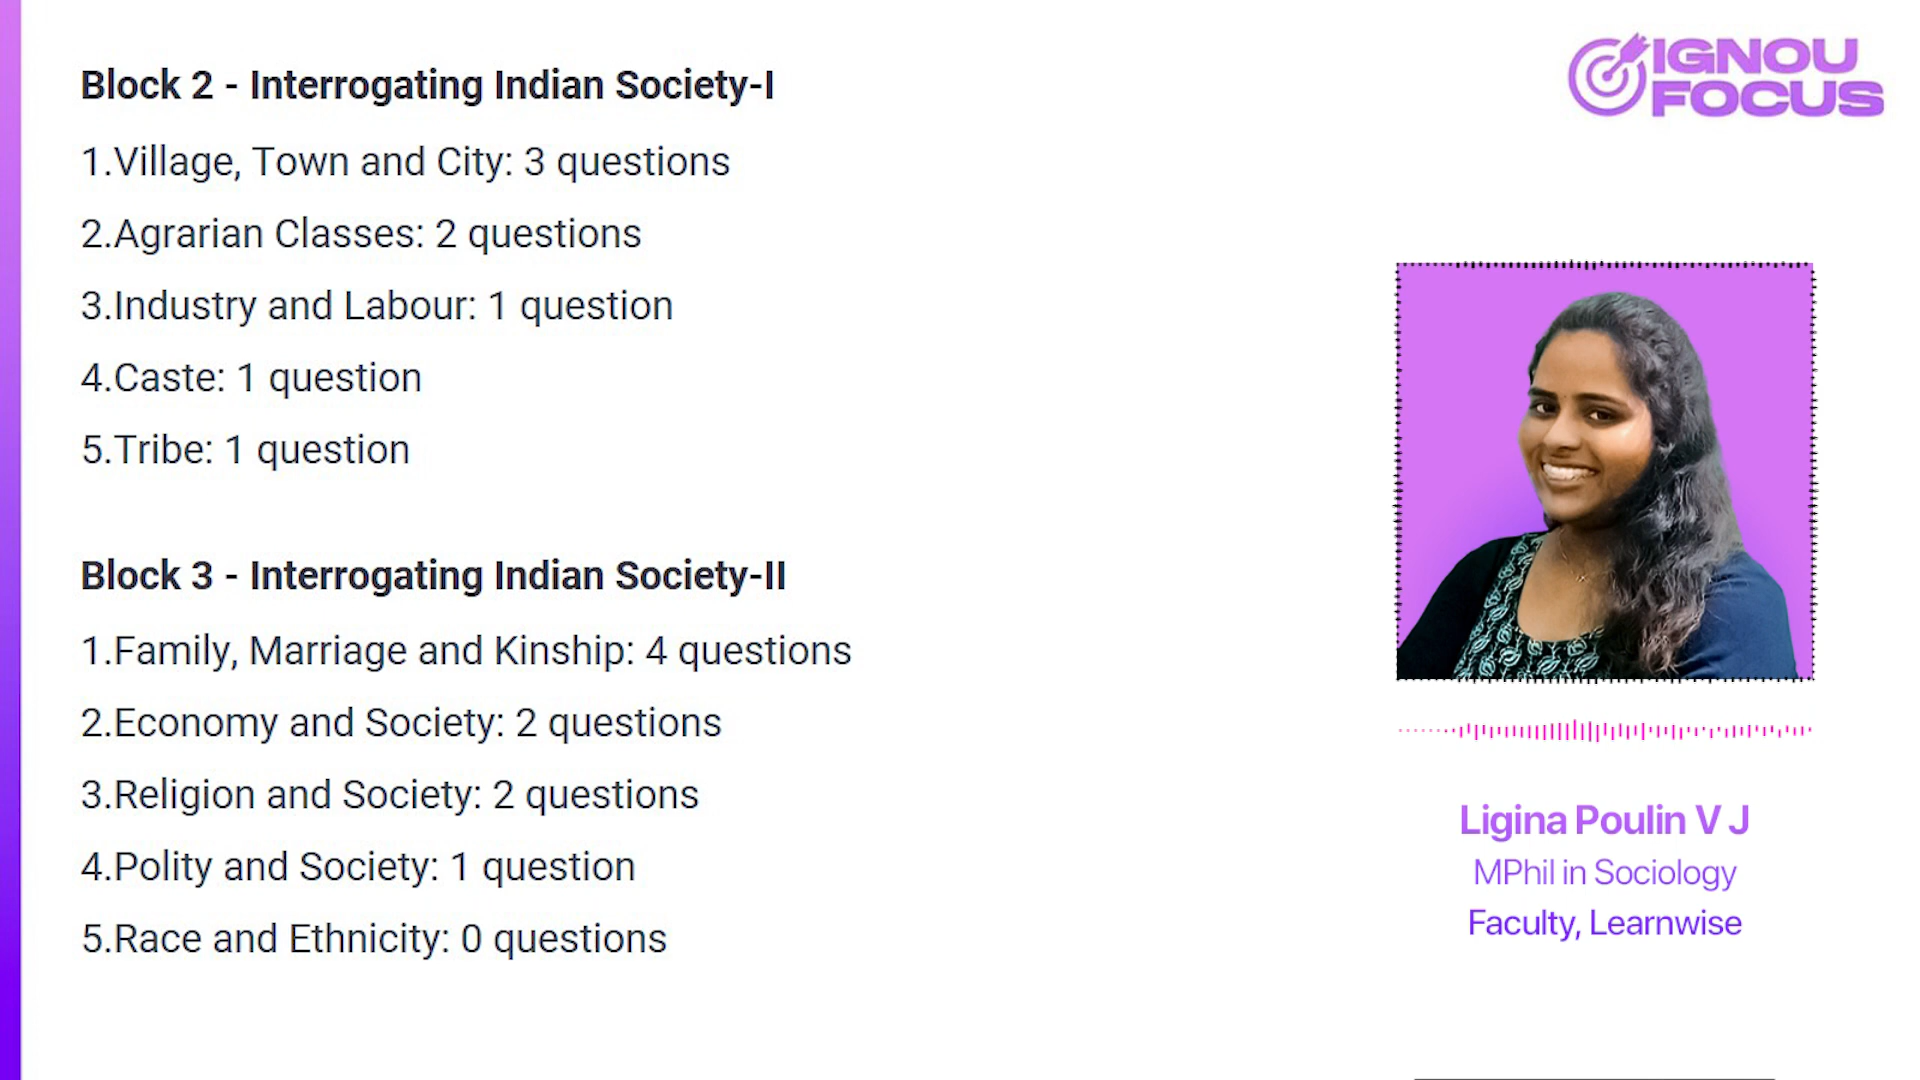 Block 2 - Interrogating Indian Society-I
1.Village, Town and City: 3 questions
2.Agrarian Classes: 2 questions
3.Industry and Labour: 1 question
4.Caste: 1 question
5.Tribe: 1 question
Block 3 - Interrogating Indian Society-II
1.Family, Marriage and Kinship: 4 questions
2.Economy and Society: 2 questions
3.Religion and Society: 2 questions
4.Polity and Society: 1 question
5.Race and Ethnicity: 0 questions
IGNOU
FOCUS
Ligina Poulin V J
MPhil in Sociology
Faculty, Learnwise